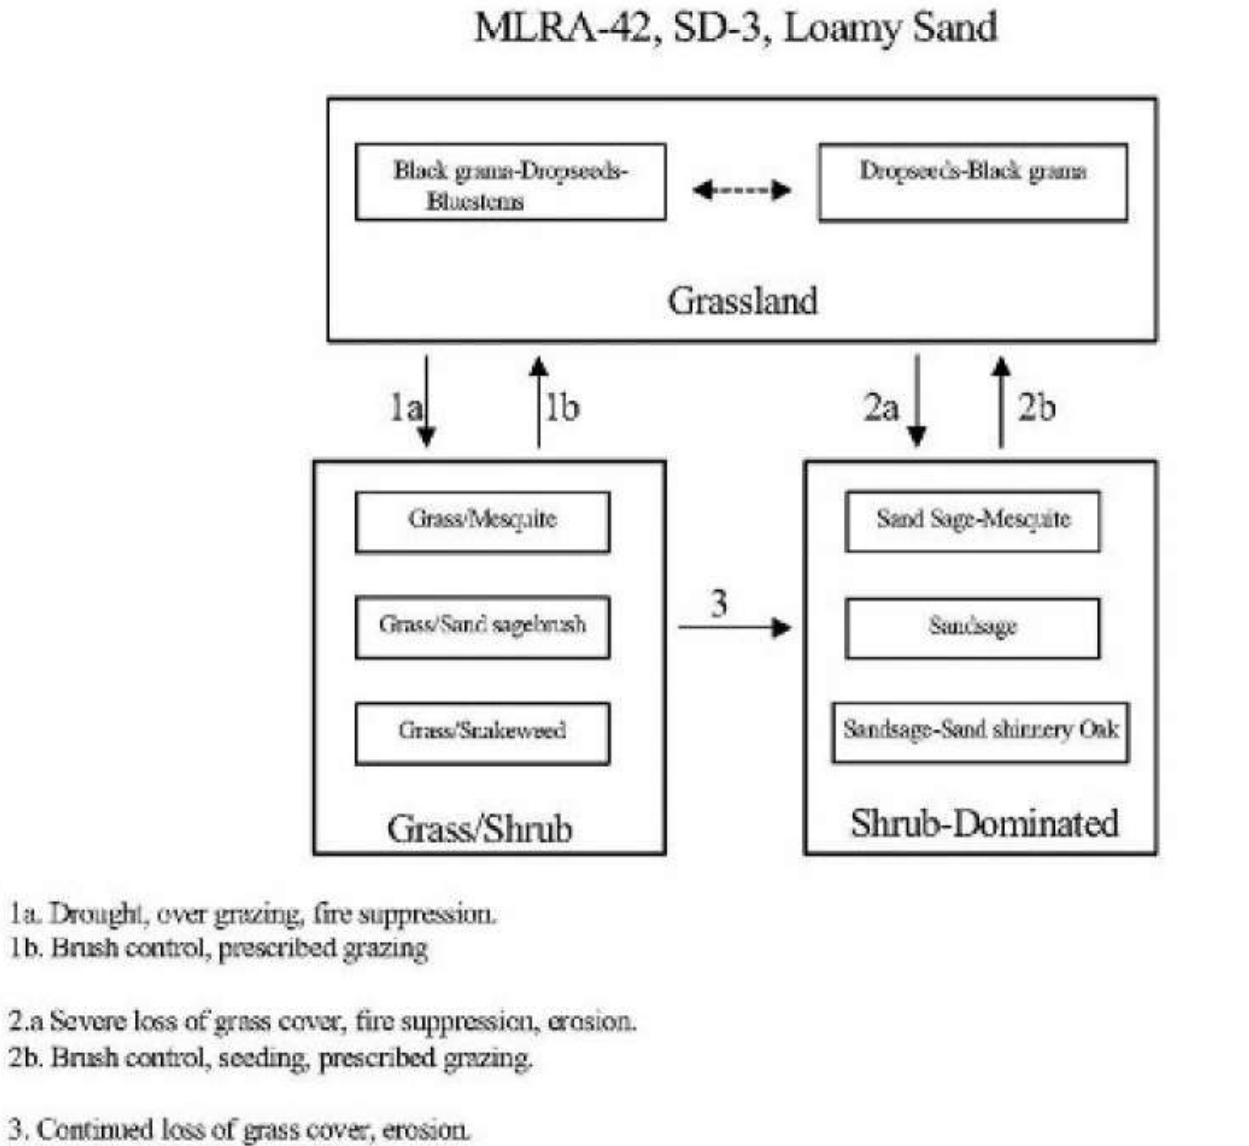 MLRA-42, SD-3, Loamy Sand
Black grama-Dropseeds-
Bluestems
Dropseeds-Black grama
Grassland
1a
1b
2a
2b
Grass/Mesquite
Grass/Sand sagebrush
Grass/Snakeweed
Grass/Shrub
3
Sand Sage-Mesquite
Sandsage
Sandsage-Sand shinnery Oak
Shrub-Dominated
1a. Drought, over grazing, fire suppression.
1b. Brush control, prescribed grazing
2.a Severe loss of grass cover, fire suppression, erosion.
2b. Brush control, seeding, prescribed grazing.
3. Continued loss of grass cover, erosion.